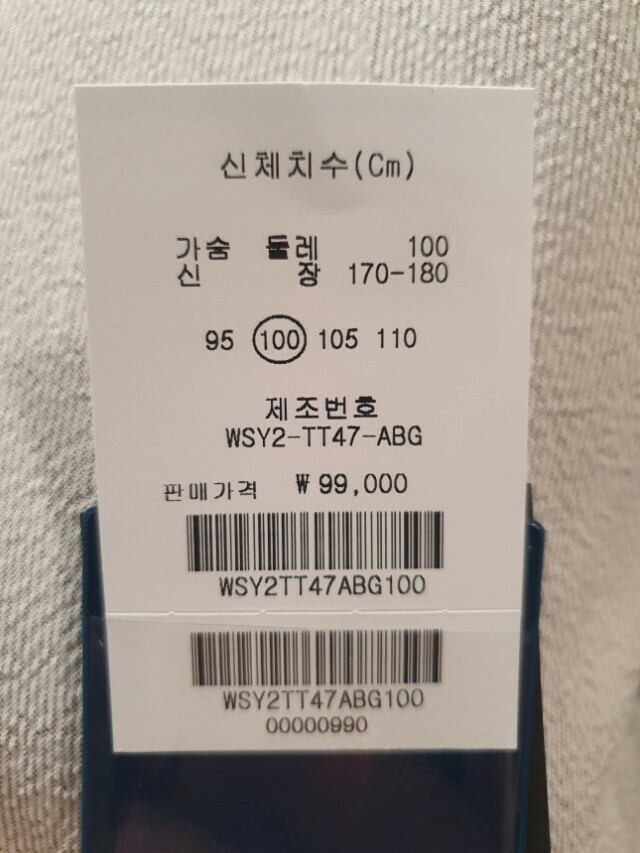 신체치수(Cm)
가슴 둘레 100
신 장 170-180
95 100 105 110
제조번호
WSY2-TT47-ABG
판매가격 ₩ 99,000
WSY2TT47ABG100
WSY2TT47ABG100
00000990